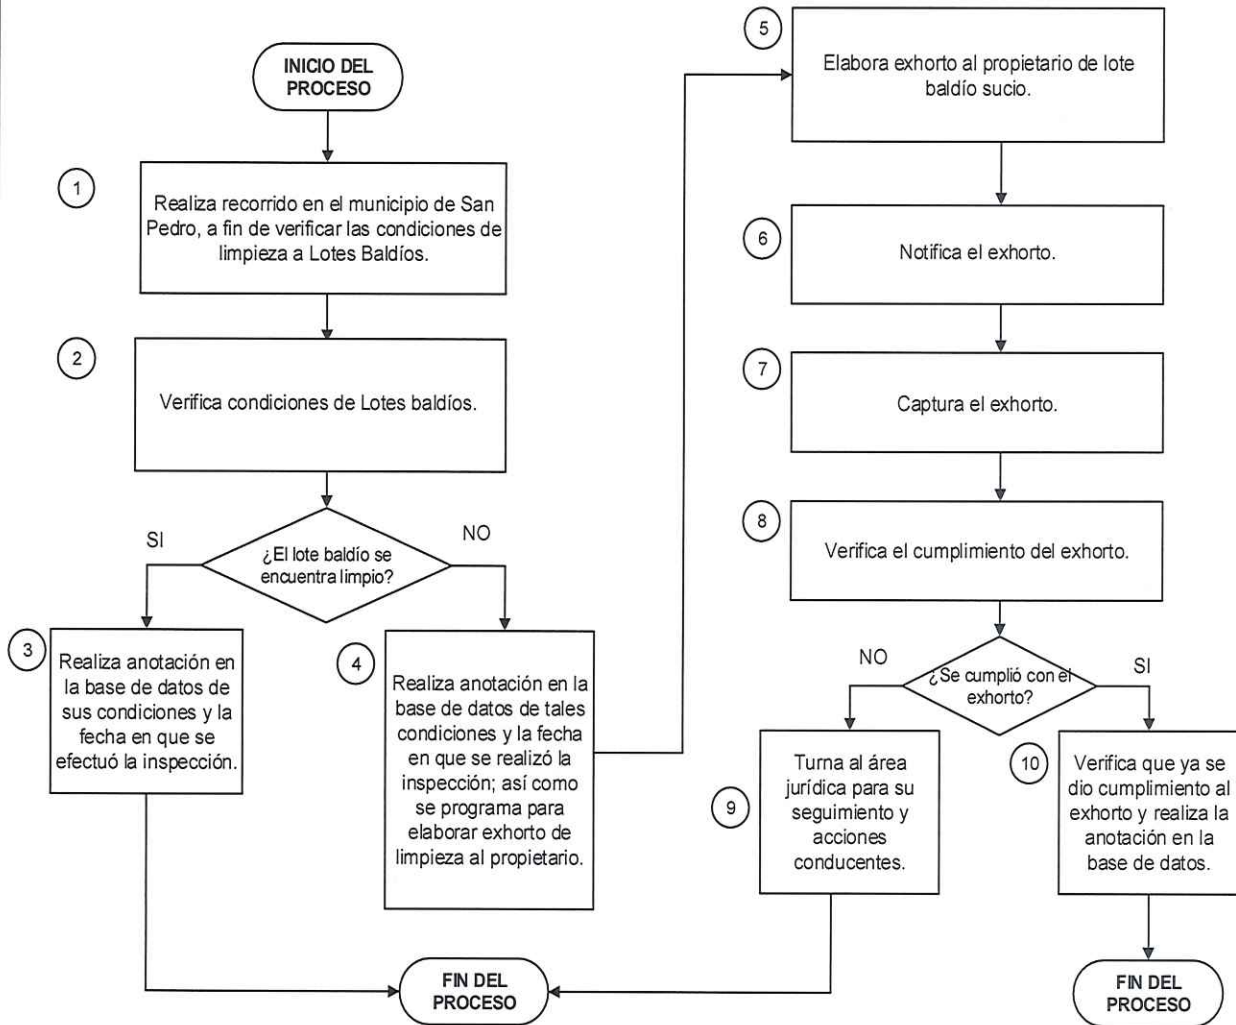 INICIO DEL
PROCESO
1
Realiza recorrido en el municipio de San
Pedro, a fin de verificar las condiciones de
limpieza a Lotes Baldíos.
2
Verifica condiciones de Lotes baldíos.
¿El lote baldío se
encuentra limpio?
SI
NO
3
Realiza anotación en
la base de datos de
sus condiciones y la
fecha en que se
efectuó la inspección.
4
Realiza anotación en la
base de datos de tales
condiciones y la fecha
en que se realizó la
inspección; así como
se programa para
elaborar exhorto de
limpieza al propietario.
5
Elabora exhorto al propietario de lote
baldío sucio.
6
Notifica el exhorto.
7
Captura el exhorto.
8
Verifica el cumplimiento del exhorto.
¿Se cumplió con el
exhorto?
NO
SI
9
Turna al área
jurídica para su
seguimiento y
acciones
conducentes.
10
Verifica que ya se
dio cumplimiento al
exhorto y realiza la
anotación en la
base de datos.
FIN DEL
PROCESO
FIN DEL
PROCESO